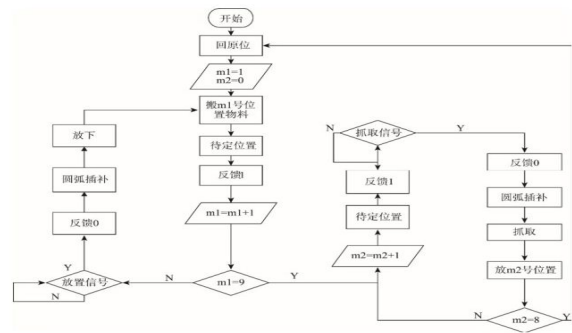 开始
回原位
m1=1
m2=0
搬m1号位
置物料
待定位置
反馈1
m1=m1+1
m1=9
N
Y
放下
圆弧插补
反馈0
Y
放置信号
N
N
抓取信号
Y
反馈1
待定位置
m2=m2+1
反馈0
圆弧插补
抓取
放m2号位置
N
m2=8
Y